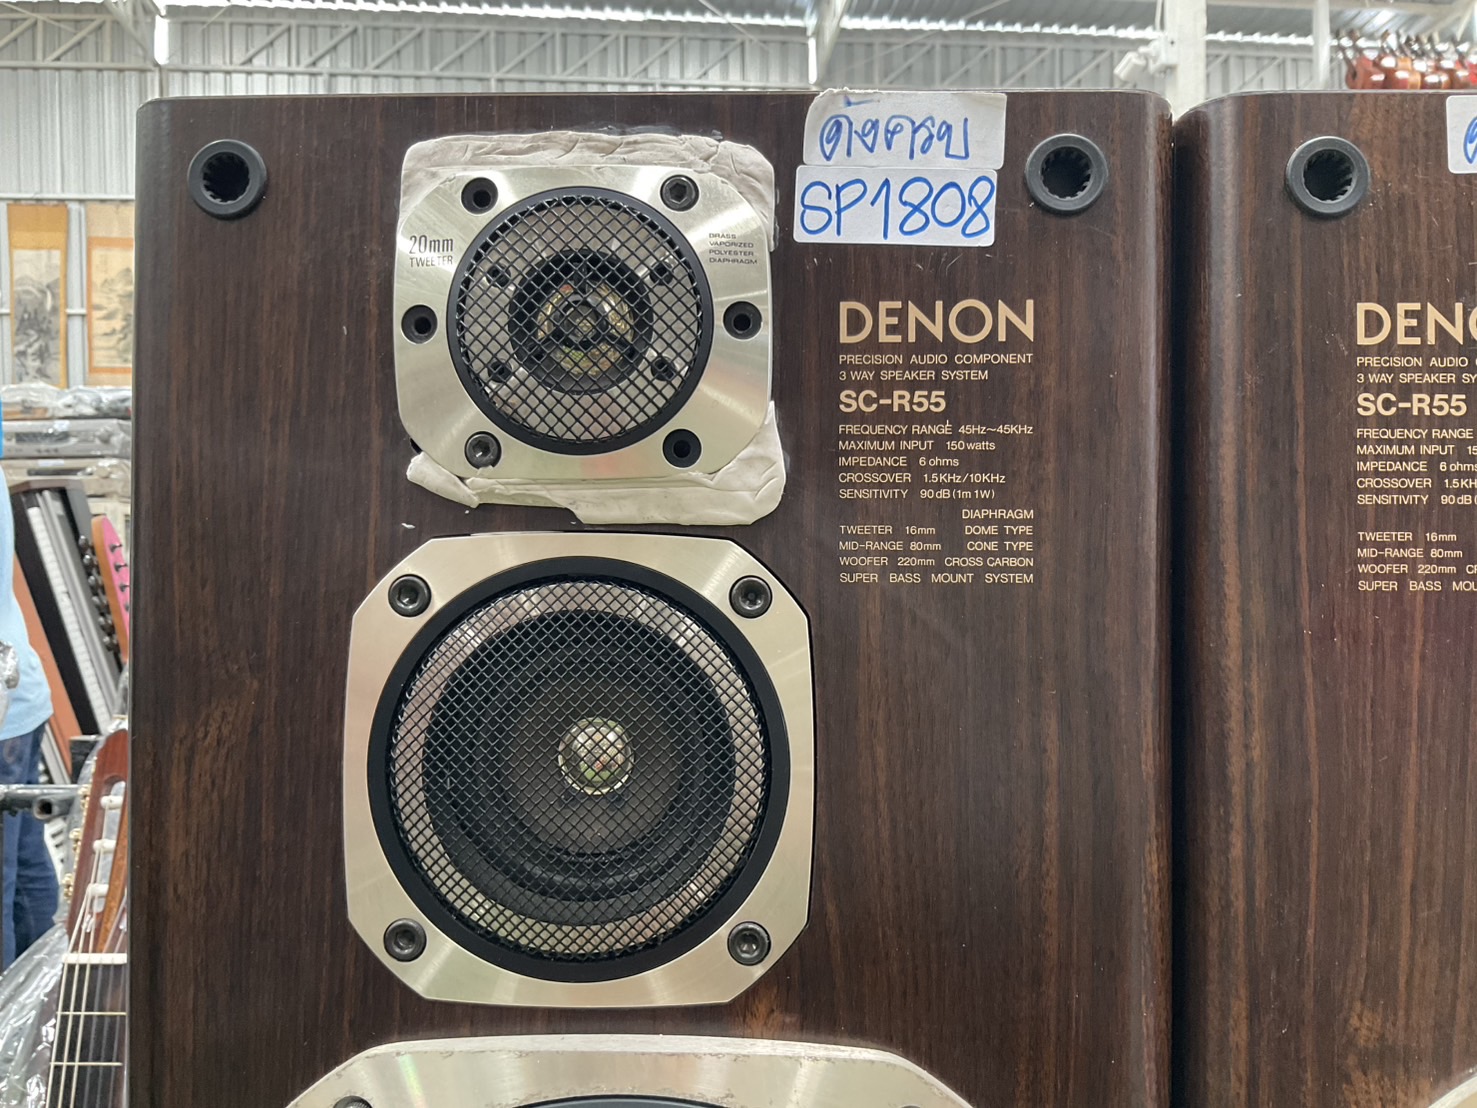 ดังครบ
SP1808
20mm
TWEETER
BRASS
VAPORIZED
POLYESTER
DIAPHRAGM
DENON
PRECISION AUDIO COMPONENT
3 WAY SPEAKER SYSTEM
SC-R55
FREQUENCY RANGE 45Hz~45KHz
MAXIMUM INPUT 150watts
IMPEDANCE 6 ohms
CROSSOVER 1.5KHz/10KHz
SENSITIVITY 90dB (1m 1W)
DIAPHRAGM
TWEETER 16mm DOME TYPE
MID-RANGE 80mm CONE TYPE
WOOFER 220mm CROSS CARBON
SUPER BASS MOUNT SYSTEM
DEN
PRECISION AUDIO
3 WAY SPEAKER SY
SC-R55
FREQUENCY RANGE
MAXIMUM INPUT 15
IMPEDANCE 6 ohms
CROSSOVER 1.5KH
SENSITIVITY 90dB (
TWEETER 16mm
MID-RANGE 80mm
WOOFER 220mm CR
SUPER BASS MOU